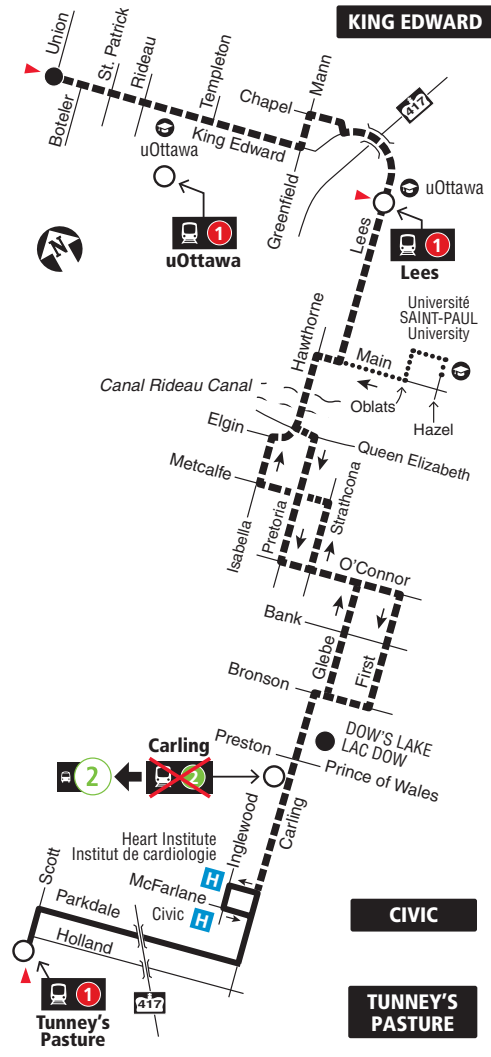 KING EDWARD
Union
St. Patrick
Rideau
Templeton
Boteler
King Edward
Chapel
Mann
417
Greenfield
uOttawa
1
uOttawa
uOttawa
Lees
1
Lees
N
Université
SAINT-PAUL
University
Hawthorne
Main
Oblats
Hazel
Canal Rideau Canal
Elgin
Queen Elizabeth
Metcalfe
Strathcona
Isabella
Pretoria
O'Connor
Bank
Glebe
First
Bronson
DOW'S LAKE
LAC DOW
Preston
Prince of Wales
Carling
2
2
Inglewood
Carling
Heart Institute
Institut de cardiologie
H
McFarlane
Civic
H
Scott
Parkdale
Holland
417
1
Tunney's
Pasture
CIVIC
TUNNEY'S
PASTURE